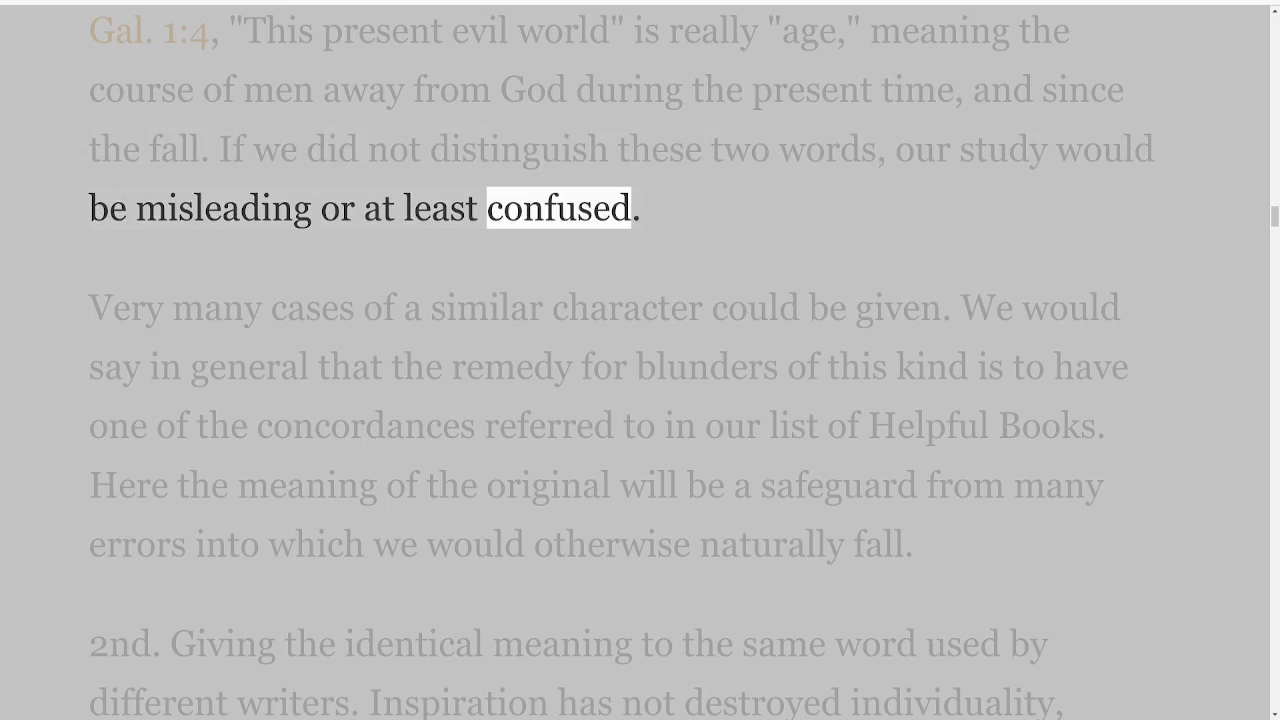 Gal. 1:4, "This present evil world" is really "age," meaning the
course of men away from God during the present time, and since
the fall. If we did not distinguish these two words, our study would
be misleading or at least confused.
Very many cases of a similar character could be given. We would
say in general that the remedy for blunders of this kind is to have
one of the concordances referred to in our list of Helpful Books.
Here the meaning of the original will be a safeguard from many
errors into which we would otherwise naturally fall.
2nd. Giving the identical meaning to the same word used by
different writers. Inspiration has not destroyed individuality,